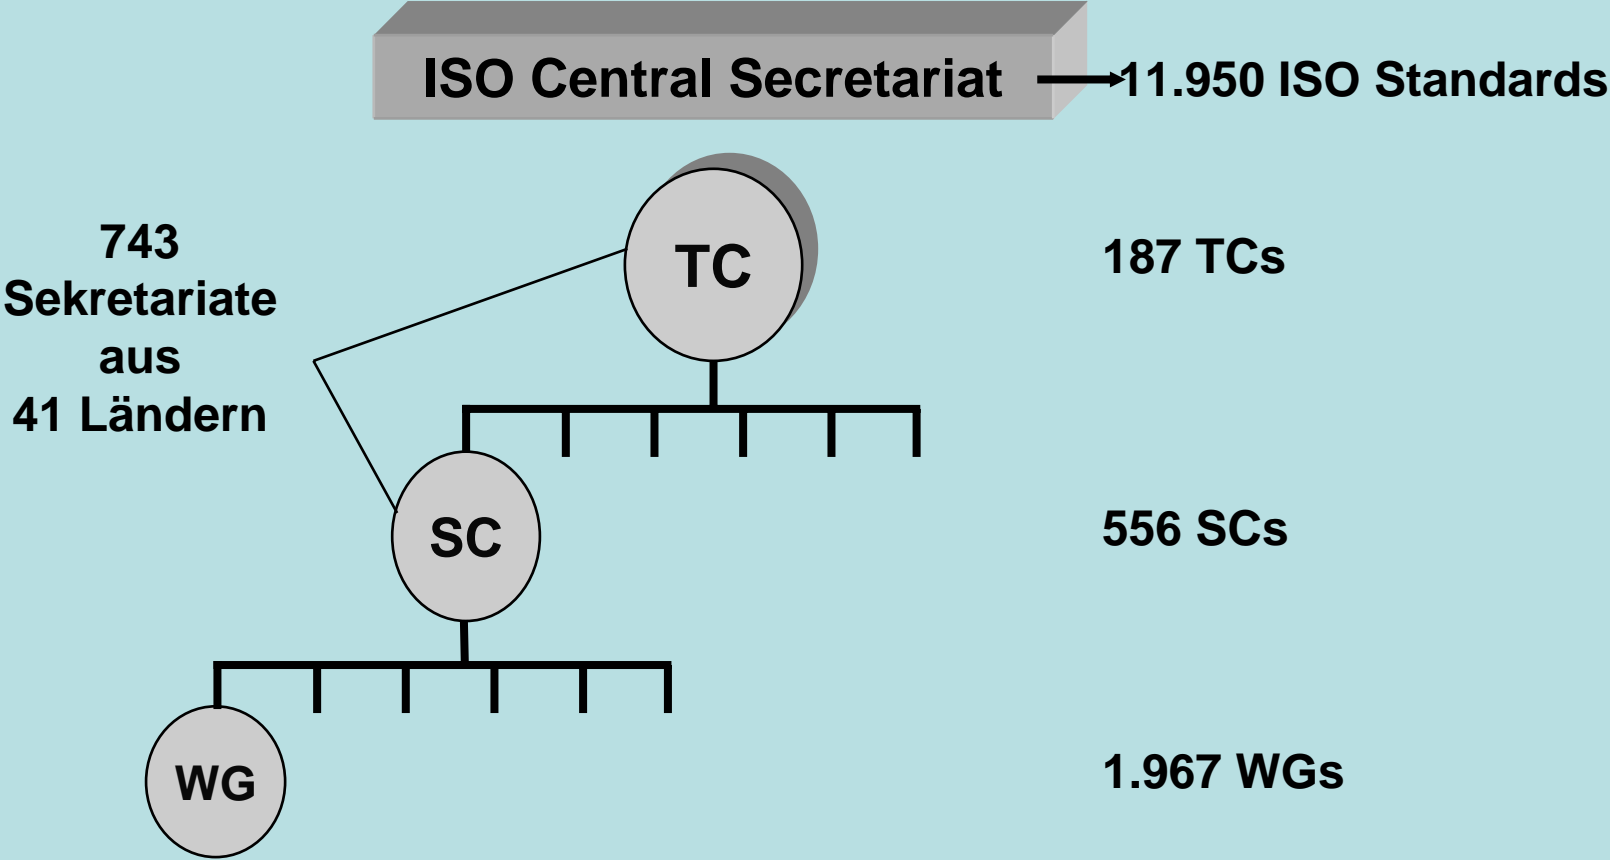 ISO Central Secretariat
11.950 ISO Standards
743
Sekretariate
aus
41 Ländern
TC
187 TCs
SC
556 SCs
WG
1.967 WGs